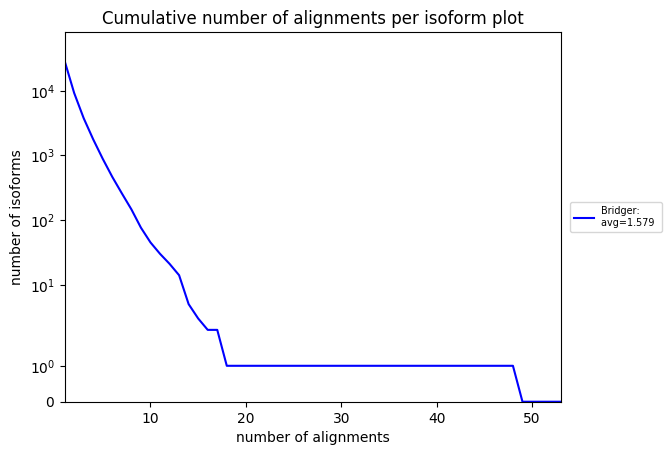 Cumulative number of alignments per isoform plot
number of isoforms
10^4
10^3
10^2
10^1
10^0
0
10 20 30 40 50
number of alignments
Bridger:
avg=1.579